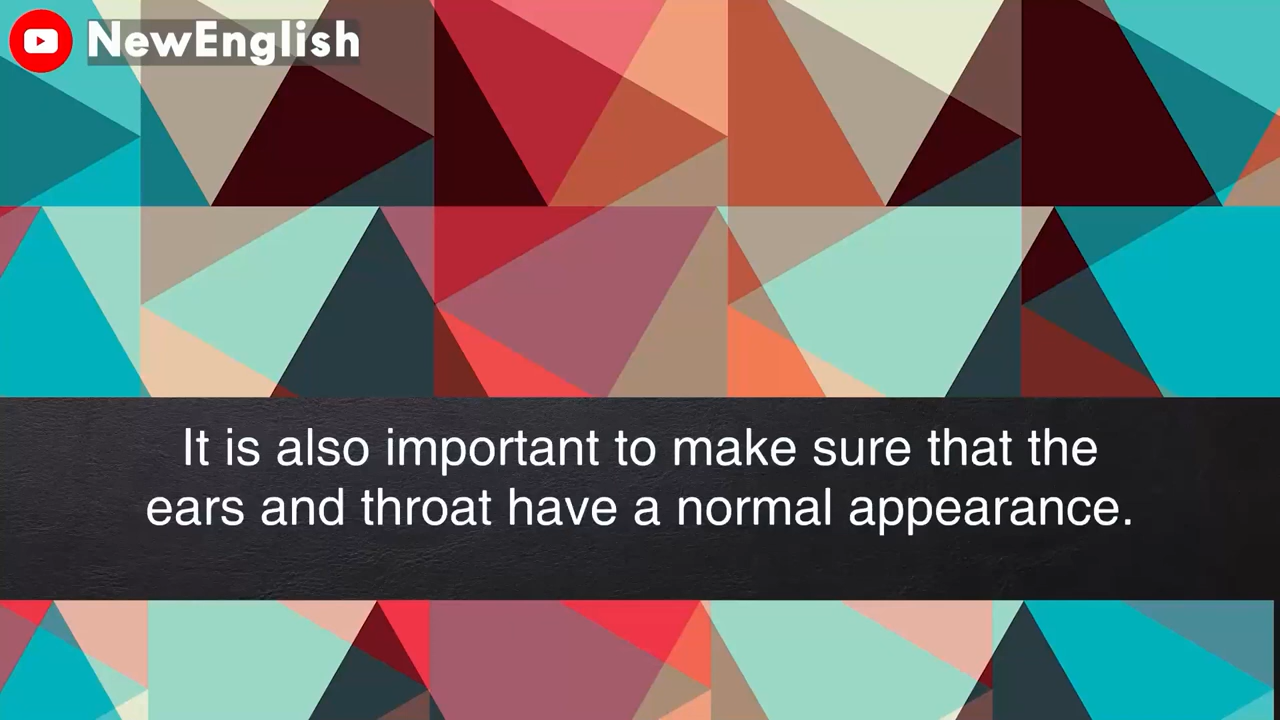 NewEnglish
It is also important to make sure that the
ears and throat have a normal appearance.